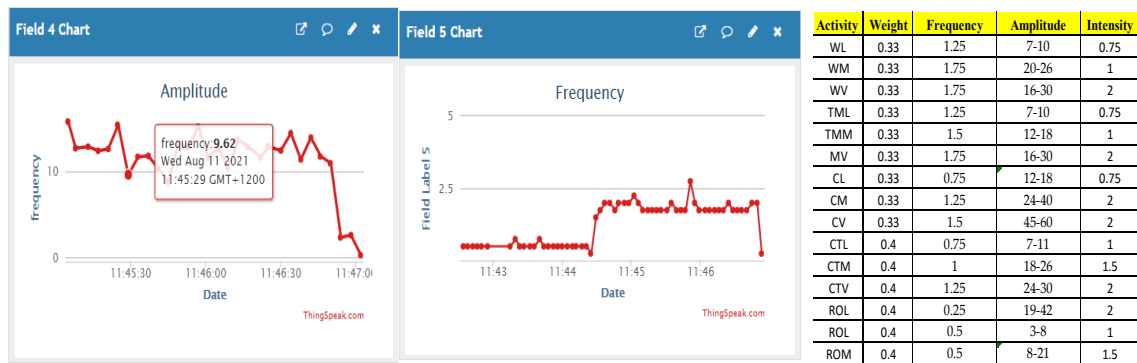 Field 4 Chart
Amplitude
frequency
10
0
frequency:9.62
Wed Aug 11 2021
11:45:29 GMT+1200
11:45:30 11:46:00 11:46:30 11:47:0
Date
ThingSpeak.com
Field 5 Chart
Frequency
Field Label 5
5
2.5
11:43 11:44 11:45 11:46
Date
ThingSpeak.com
Activity Weight Frequency Amplitude Intensity
WL 0.33 1.25 7-10 0.75
WM 0.33 1.75 20-26 1
WV 0.33 1.75 16-30 2
TML 0.33 1.25 7-10 0.75
TMM 0.33 1.5 12-18 1
MV 0.33 1.75 16-30 2
CL 0.33 0.75 12-18 0.75
CM 0.33 1.25 24-40 2
CV 0.33 1.5 45-60 2
CTL 0.4 0.75 7-11 1
CTM 0.4 1 18-26 1.5
CTV 0.4 1.25 24-30 2
ROL 0.4 0.25 19-42 2
ROL 0.4 0.5 3-8 1
ROM 0.4 0.5 8-21 1.5